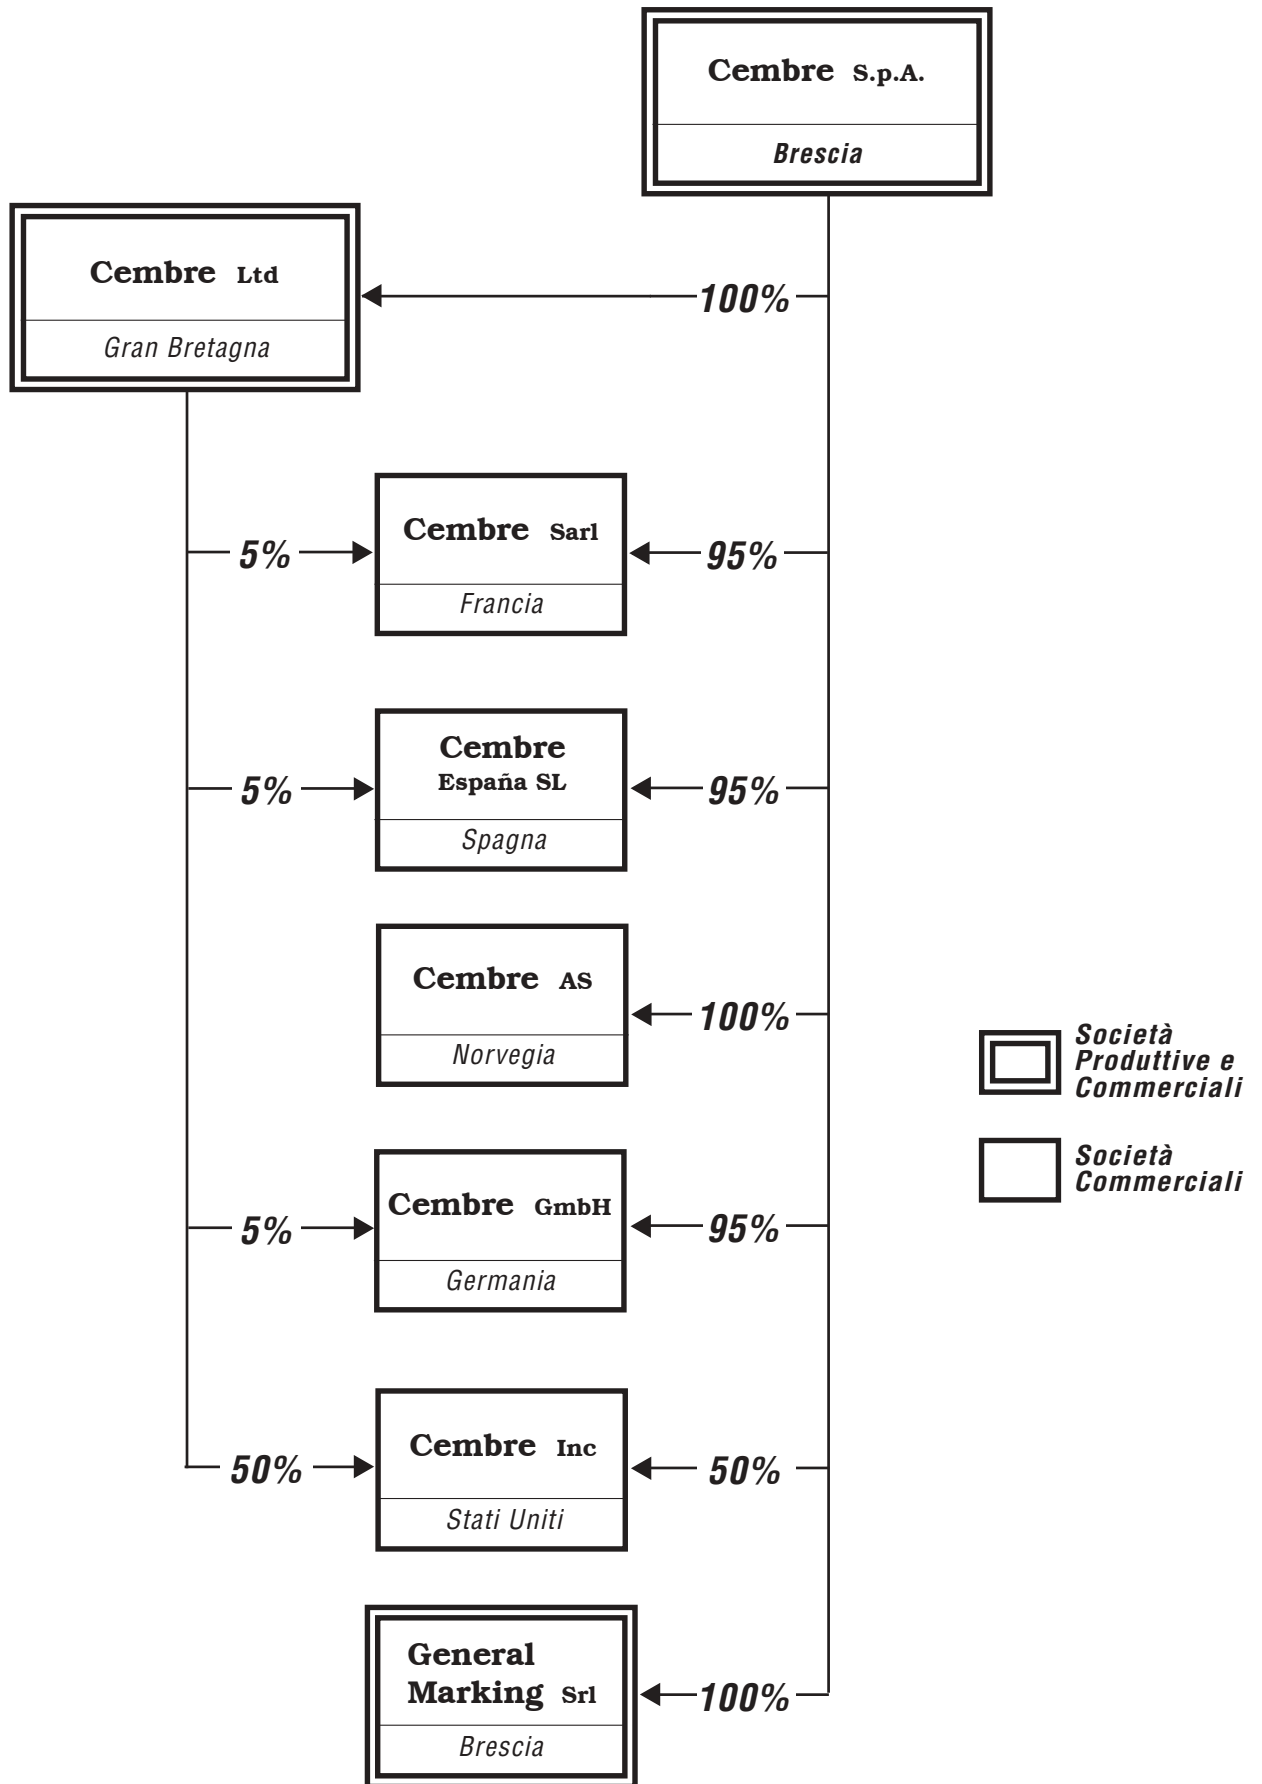 Cembre S.p.A.
Brescia
Cembre Ltd
Gran Bretagna
100%
Cembre Sarl
Francia
5%
95%
Cembre
España SL
Spagna
5%
95%
Cembre AS
Norvegia
100%
Cembre GmbH
Germania
5%
95%
Cembre Inc
Stati Uniti
50%
50%
General
Marking Srl
Brescia
100%
Società
Produttive e
Commerciali
Società
Commerciali